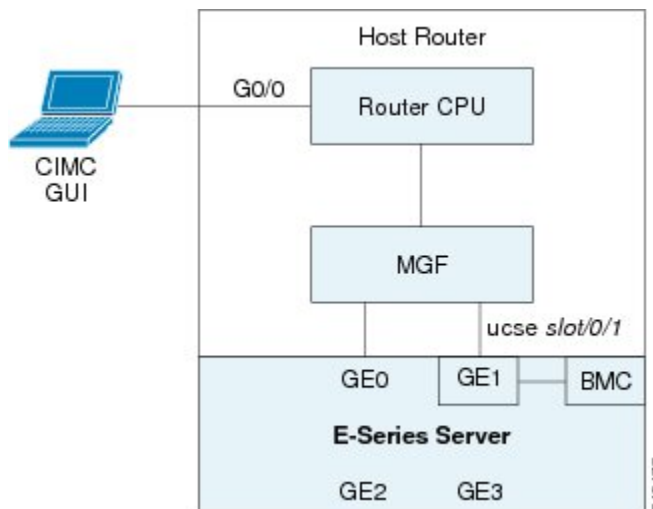 Host Router
G0/0
Router CPU
CIMC
GUI
MGF
ucse slot/0/1
GE0
GE1
BMC
E-Series Server
GE2
GE3